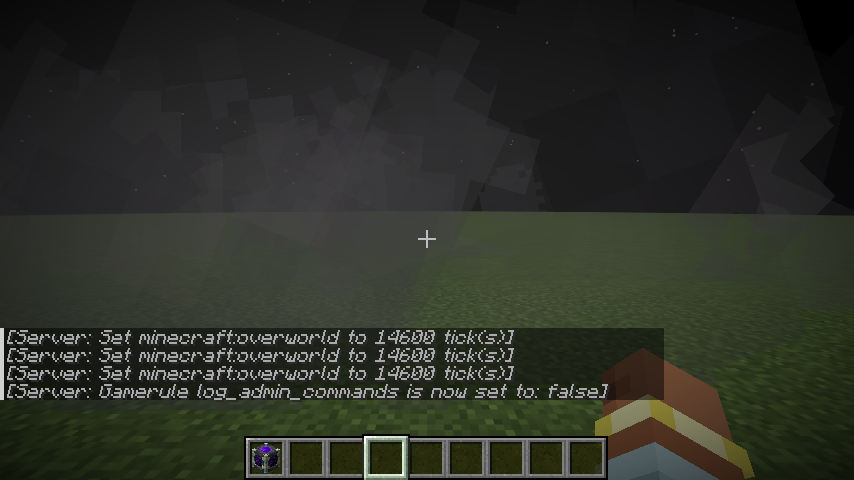 [Server: Set minecraft:overworld to 14600 tick(s)]
[Server: Set minecraft:overworld to 14600 tick(s)]
[Server: Set minecraft:overworld to 14600 tick(s)]
[Server: Gamerule log_admin_commands is now set to: false]